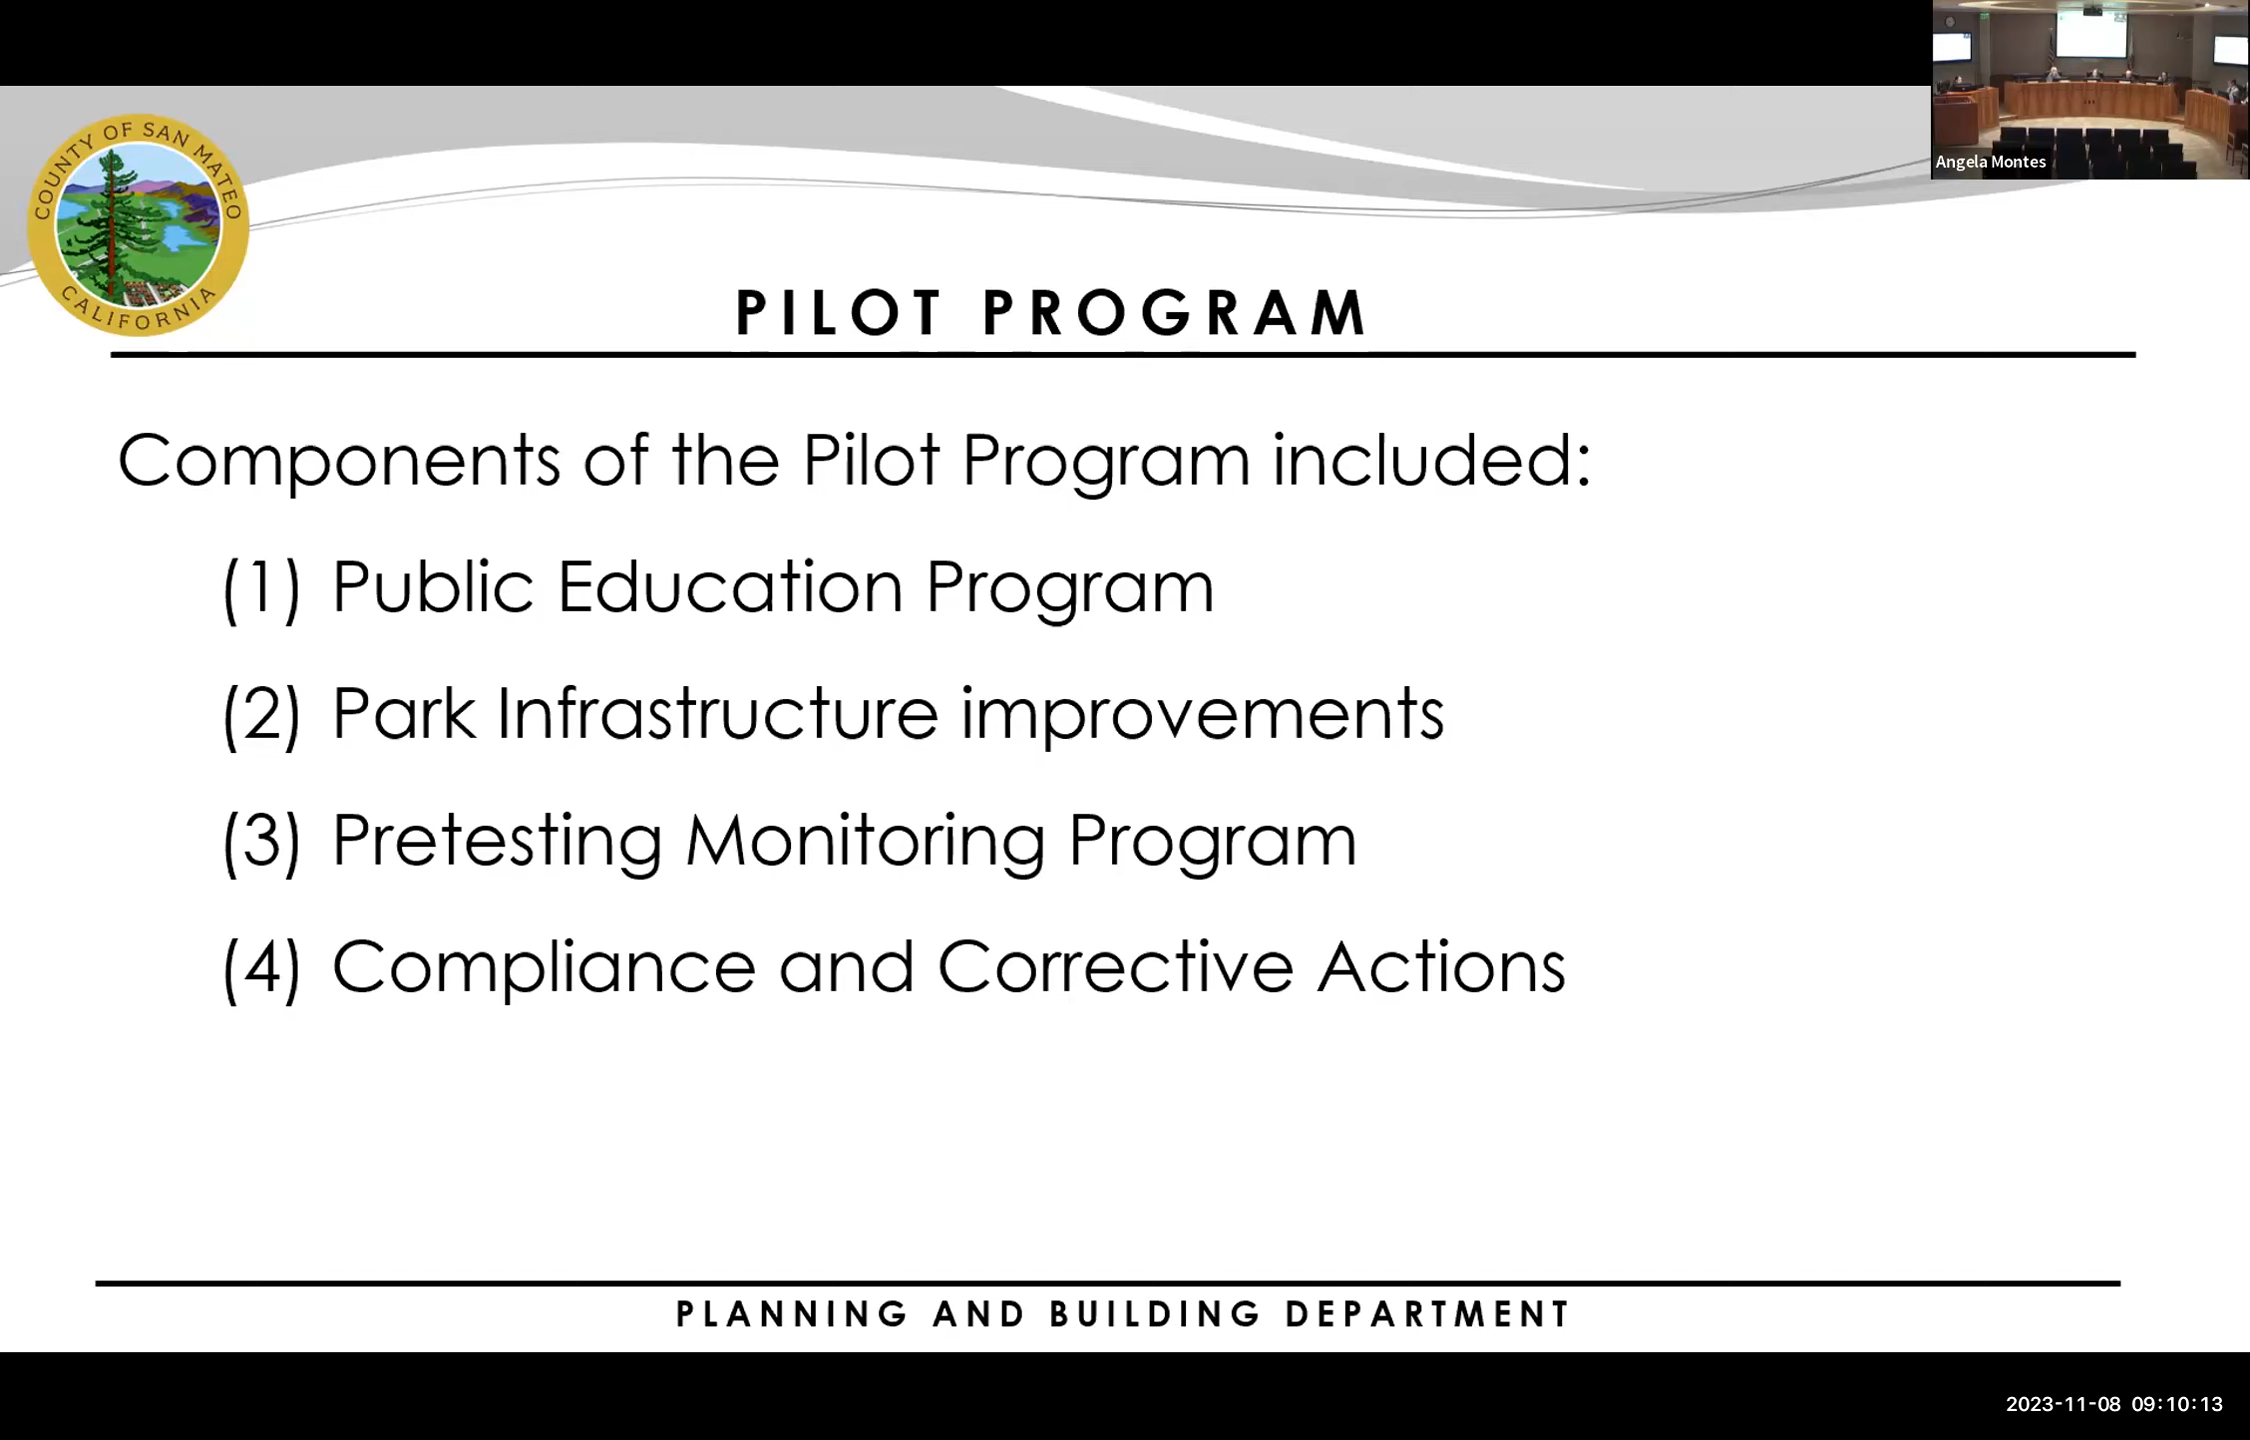 Angela Montes
COUNTY OF SAN MATEO
CALIFORNIA
PILOT PROGRAM
Components of the Pilot Program included:
(1) Public Education Program
(2) Park Infrastructure improvements
(3) Pretesting Monitoring Program
(4) Compliance and Corrective Actions
PLANNING AND BUILDING DEPARTMENT
2023-11-08 09:10:13